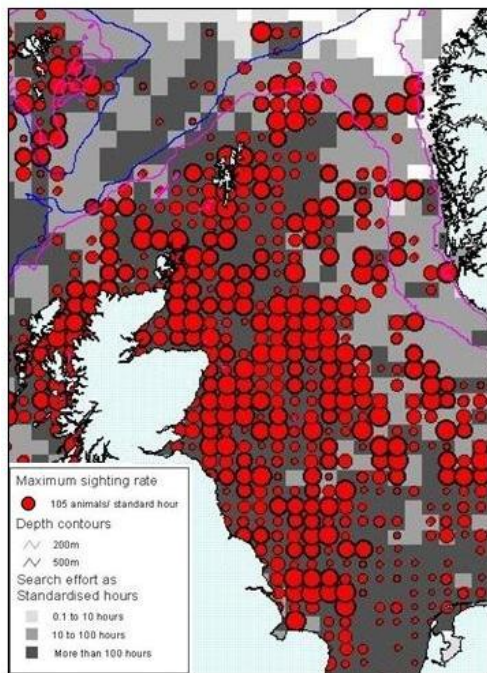 Maximum sighting rate
105 animals/ standard hour
Depth contours
200m
500m
Search effort as
Standardised hours
0.1 to 10 hours
10 to 100 hours
More than 100 hours